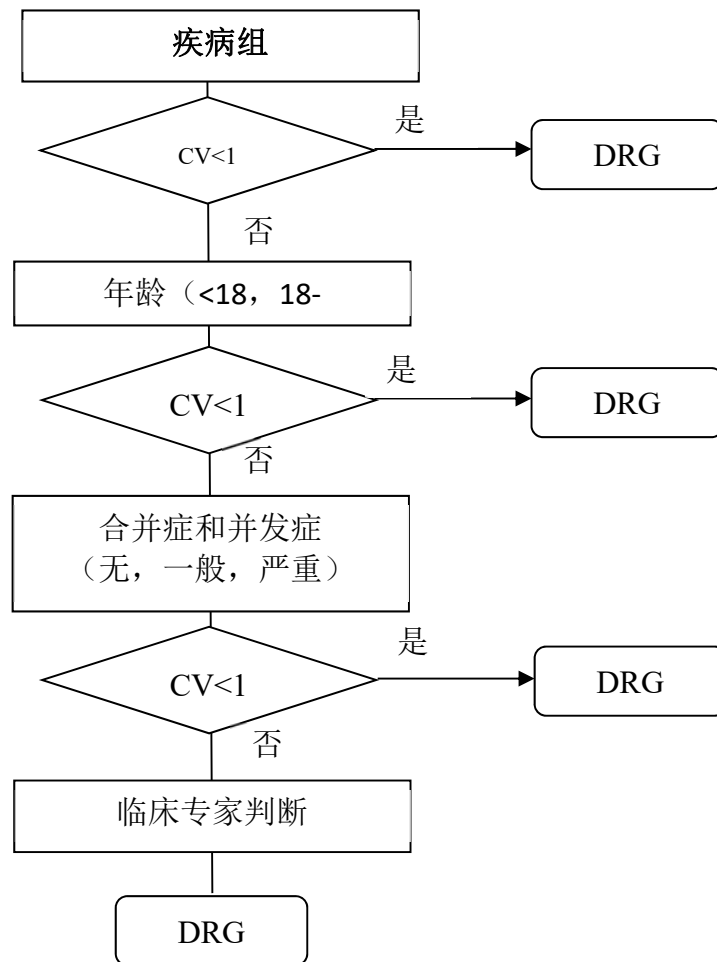 疾病组
CV<1
是
DRG
否
年龄（<18，18-
CV<1
是
DRG
否
合并症和并发症
（无，一般，严重）
CV<1
是
DRG
否
临床专家判断
DRG